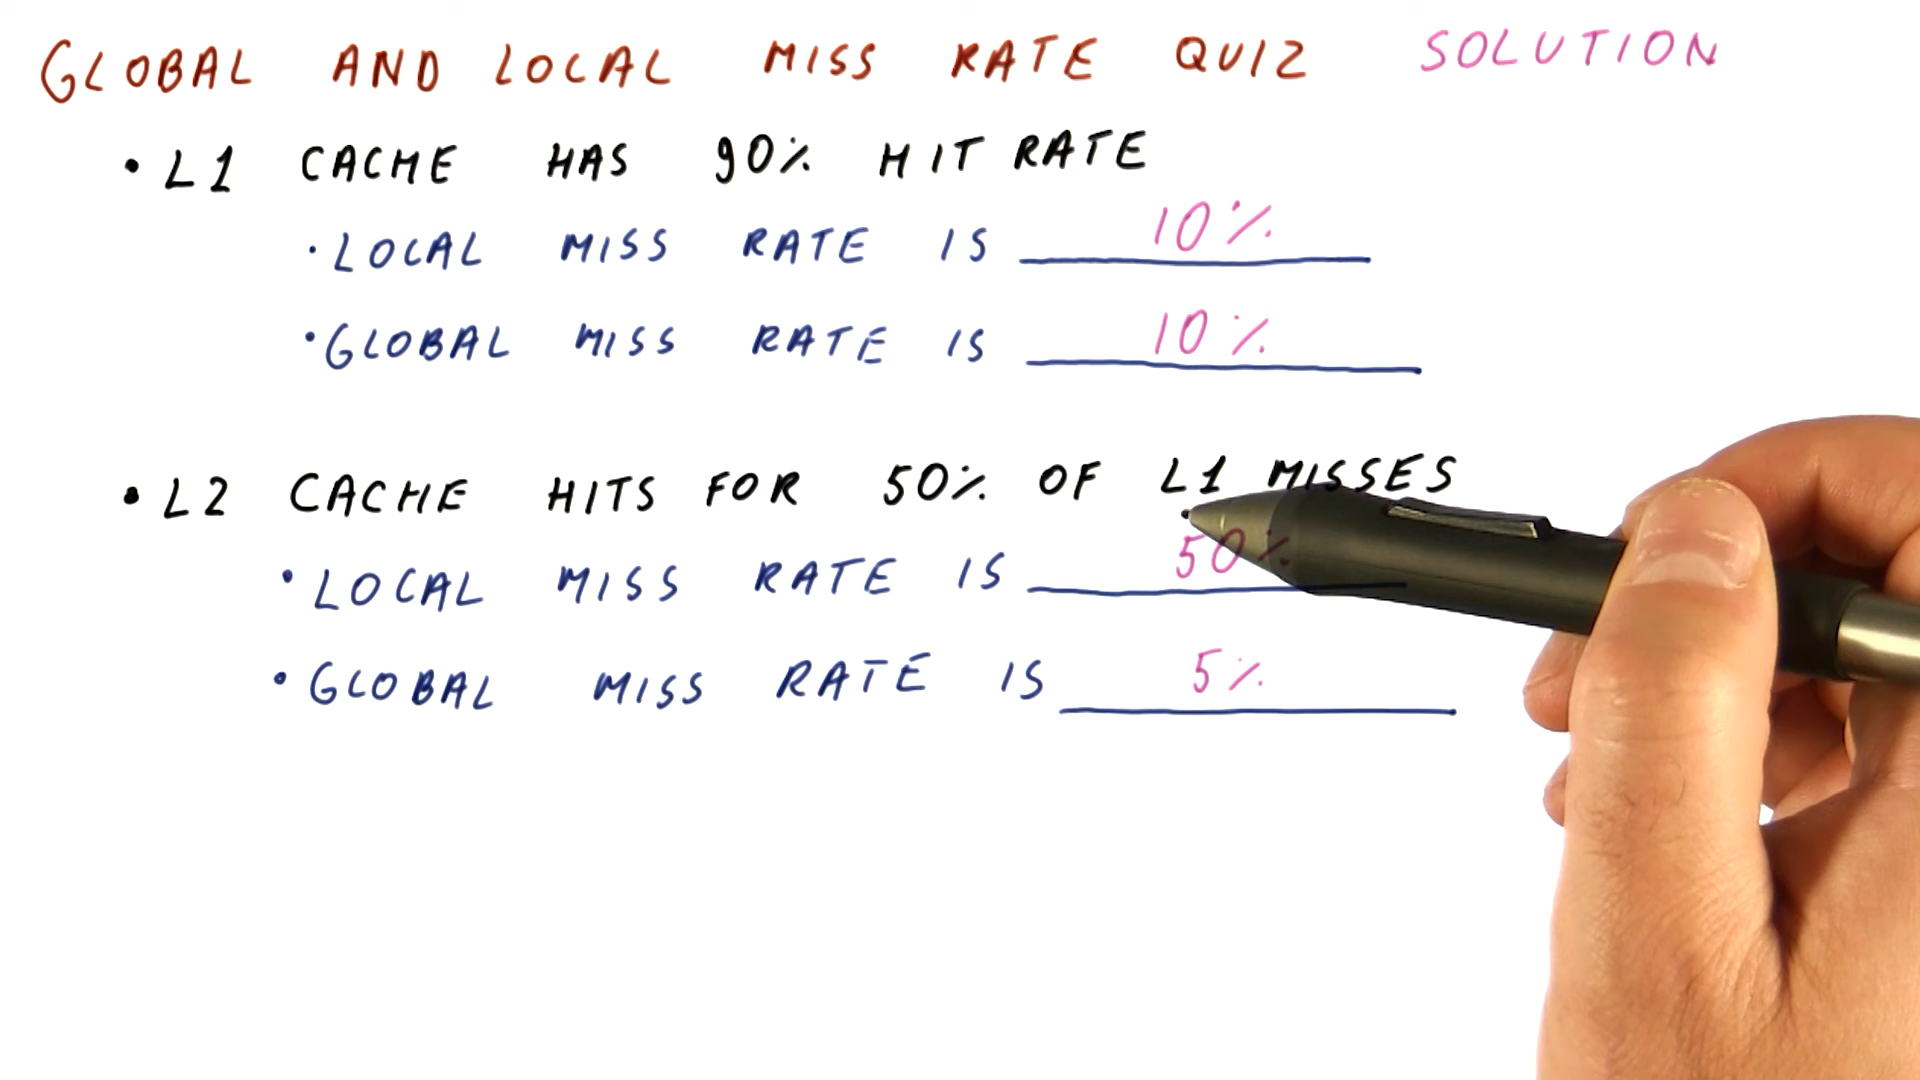 GLOBAL AND LOCAL MISS RATE QUIZ SOLUTION
• L1 CACHE HAS 90% HIT RATE
• LOCAL MISS RATE IS 10%
• GLOBAL MISS RATE IS 10%
• L2 CACHE HITS FOR 50% OF L1 MISSES
• LOCAL MISS RATE IS 50%
• GLOBAL MISS RATE IS 5%